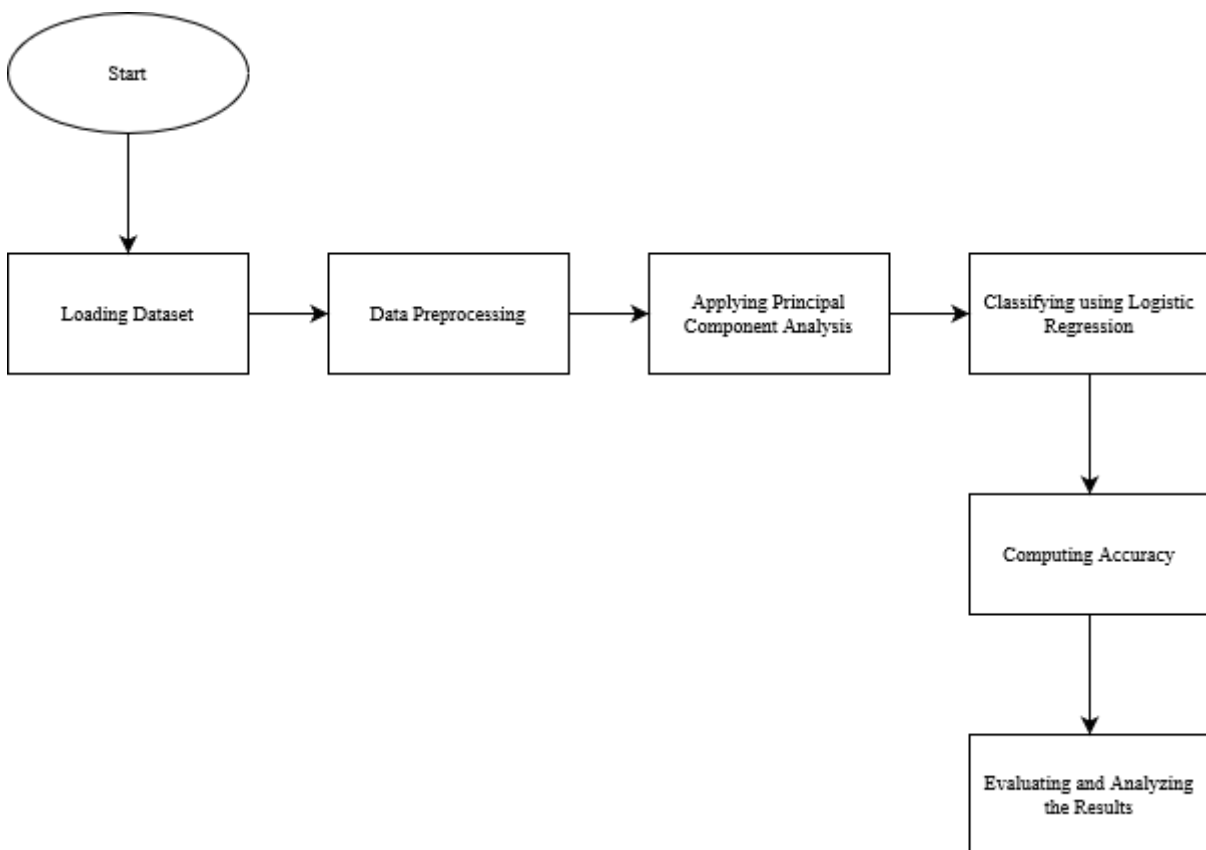 Start
Loading Dataset
Data Preprocessing
Applying Principal
Component Analysis
Classifying using Logistic
Regression
Computing Accuracy
Evaluating and Analyzing
the Results